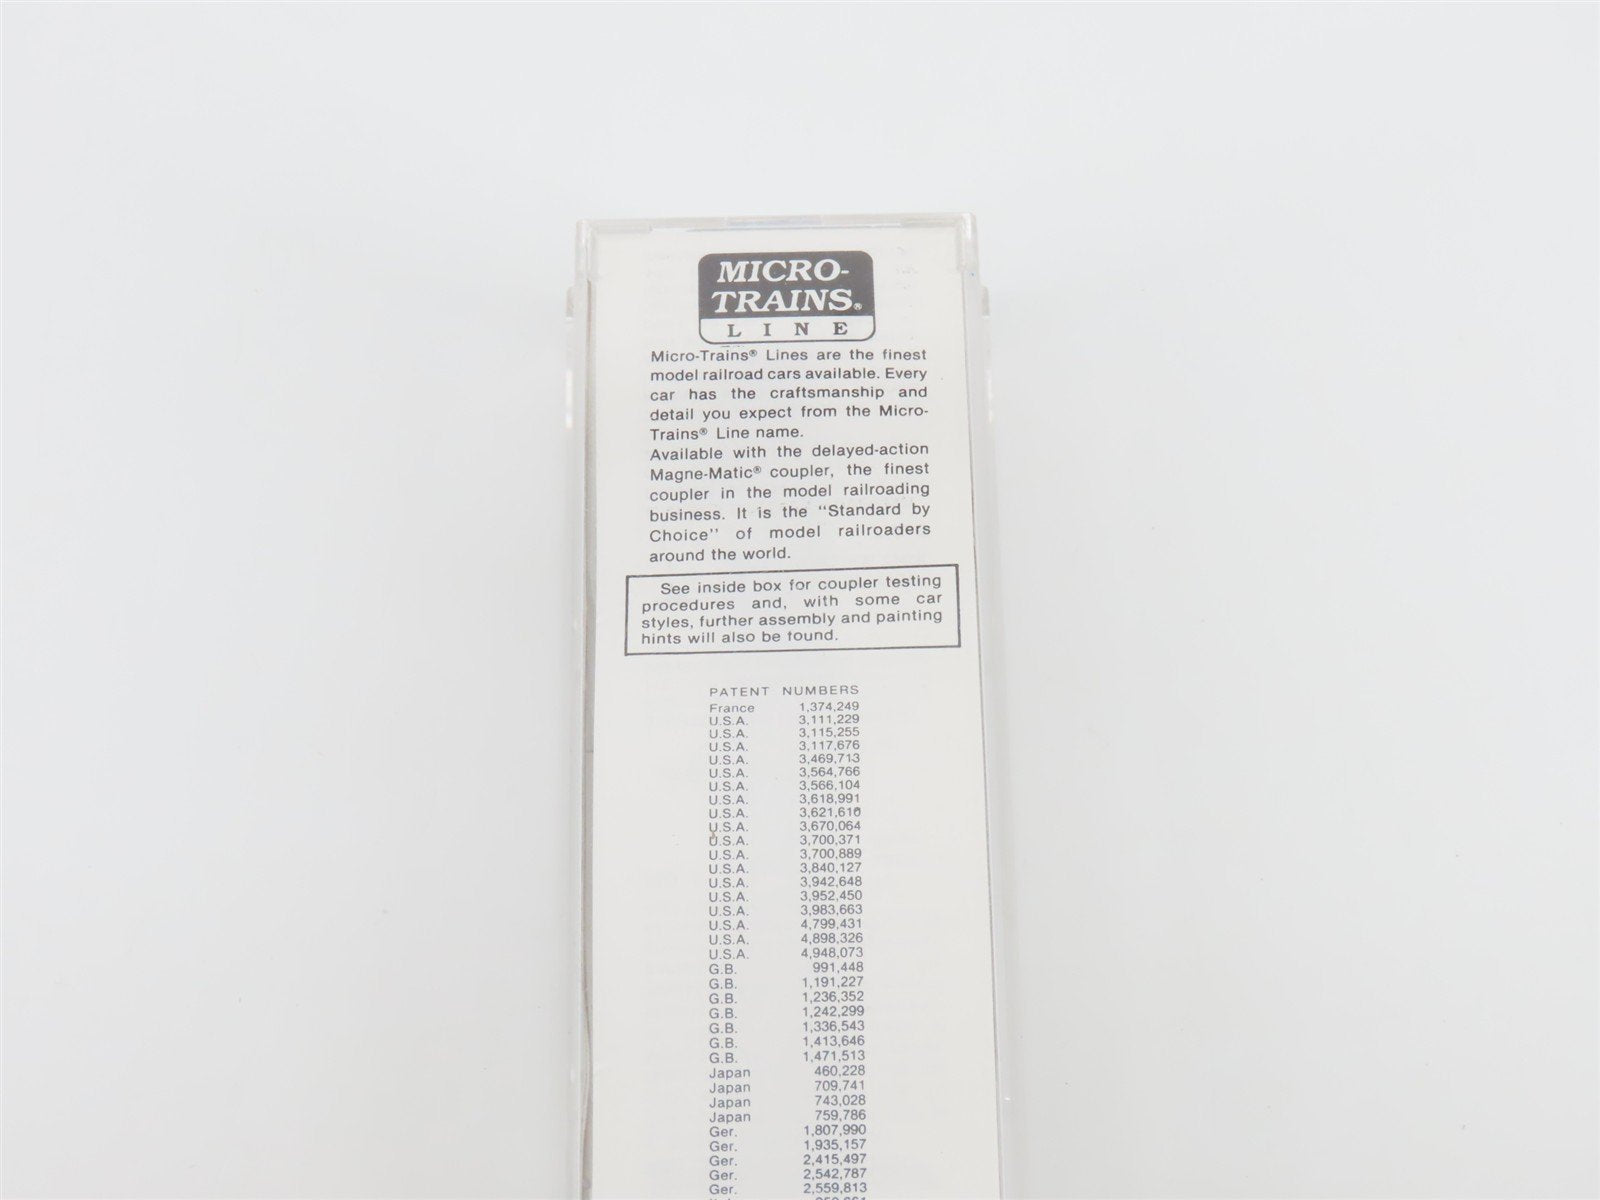 MICRO-
TRAINS®
LINE
Micro-Trains® Lines are the finest
model railroad cars available. Every
car has the craftsmanship and
detail you expect from the Micro-
Trains® Line name.
Available with the delayed-action
Magne-Matic® coupler, the finest
coupler in the model railroading
business. It is the "Standard by
Choice" of model railroaders
around the world.
See inside box for coupler testing
procedures and, with some car
styles, further assembly and painting
hints will also be found.
PATENT NUMBERS
France 1,374,249
U.S.A. 3,111,229
U.S.A. 3,115,255
U.S.A. 3,117,676
U.S.A. 3,469,713
U.S.A. 3,564,766
U.S.A. 3,566,104
U.S.A. 3,618,991
U.S.A. 3,621,610
U.S.A. 3,670,064
U.S.A. 3,700,371
U.S.A. 3,700,889
U.S.A. 3,840,127
U.S.A. 3,942,648
U.S.A. 3,952,450
U.S.A. 3,983,663
U.S.A. 4,799,431
U.S.A. 4,898,326
U.S.A. 4,948,073
G.B. 991,448
G.B. 1,191,227
G.B. 1,236,352
G.B. 1,242,299
G.B. 1,336,543
G.B. 1,413,646
G.B. 1,471,513
Japan 460,228
Japan 709,741
Japan 743,028
Japan 759,786
Ger. 1,807,990
Ger. 1,935,157
Ger. 2,415,497
Ger. 2,542,787
Ger. 2,559,813